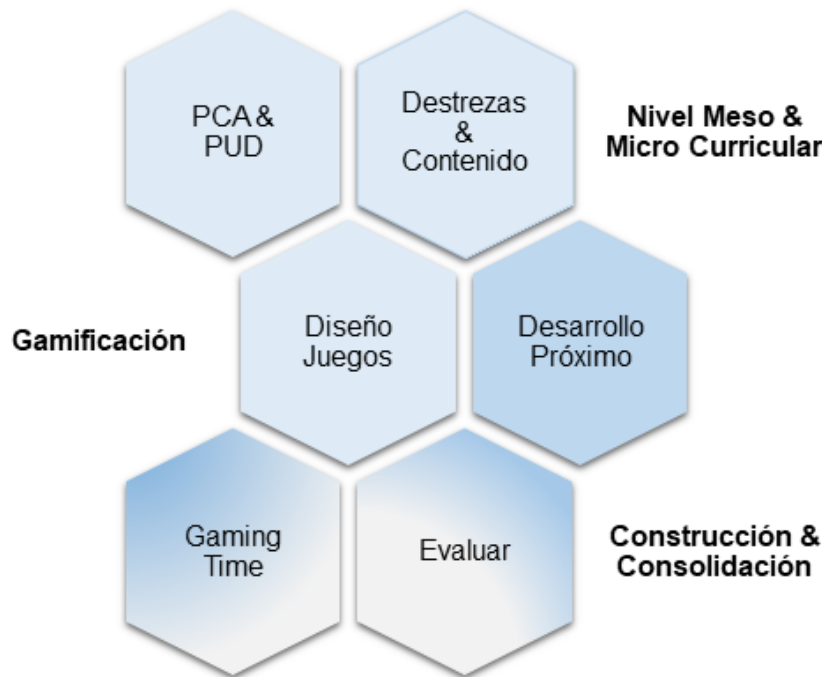 PCA &
PUD
Destrezas
&
Contenido
Nivel Meso &
Micro Curricular
Gamificación
Diseño
Juegos
Desarrollo
Próximo
Gaming
Time
Evaluar
Construcción &
Consolidación